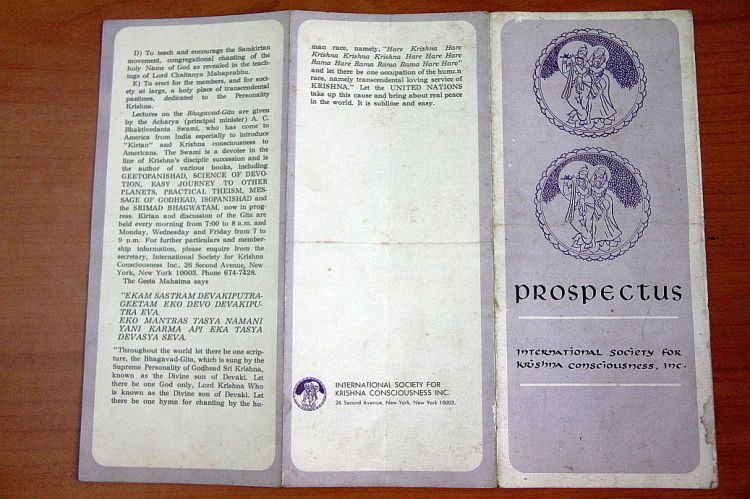 D) To teach and encourage the Samkirtan
movement, congregational chanting of the
holy Name of God as revealed in the teach-
ings of Lord Chaitanya Mahaprabhu.
E) To erect for the members, and for soci-
ety at large, a holy place of transcendental
pastimes, dedicated to the Personality
Krishna.
Lectures on the Bhagavad-Gita are given
by the Acharya (principal minister) A. C.
Bhaktivedanta Swami, who has come to
America from India especially to introduce
"Kirtan" and Krishna consciousness to
Americans. The Swami is a devotee in the
line of Krishna's disciplic succession and is
the author of various books, including
GEETOPANISHAD, SCIENCE OF DEVO-
TION, EASY JOURNEY TO OTHER
PLANETS, PRACTICAL THEISM, MES-
SAGE OF GODHEAD, ISOPANISHAD and
the SRIMAD BHAGWATAM, now in prog-
ress. Kirtan and discussion of the Gita are
held every morning from 7:00 to 8 a.m. and
Monday, Wednesday and Friday from 7 to
9 p.m. For further particulars and member-
ship information, please enquire from the
secretary, International Society for Krishna
Consciousness Inc., 26 Second Avenue, New
York, New York 10003. Phone 674-7428.
The Geeta Mahatma says
"EKAM SASTRAM DEVAKIPUTRA-
GEETAM EKO DEVO DEVAKIPU-
TRA EVA.
EKO MANTRAS TASYA NAMANI
YANI KARMA API EKA TASYA
DEVASYA SEVA.
"Throughout the world let there be one scrip-
ture, the Bhagavad-Gita, which is sung by the
Supreme Personality of Godhead Sri Krishna,
known as the Divine son of Devaki. Let
there be one God only, Lord Krishna Who
is known as the Divine son of Devaki. Let
there be one hymn for chanting by the hu-
man race, namely, "Hare Krishna Hare
Krishna Krishna Krishna Hare Hare Hare
Rama Hare Rama Rama Rama Hare Hare"
and let there be one occupation of the human
race, namely transcendental loving service of
KRISHNA." Let the UNITED NATIONS
take up this cause and bring about real peace
in the world. It is sublime and easy.
INTERNATIONAL SOCIETY FOR
KRISHNA CONSCIOUSNESS INC.
26 Second Avenue, New York, New York 10003.
PROSPECTUS
INTERNATIONAL SOCIETY FOR
KRISHNA CONSCIOUSNESS, INC.